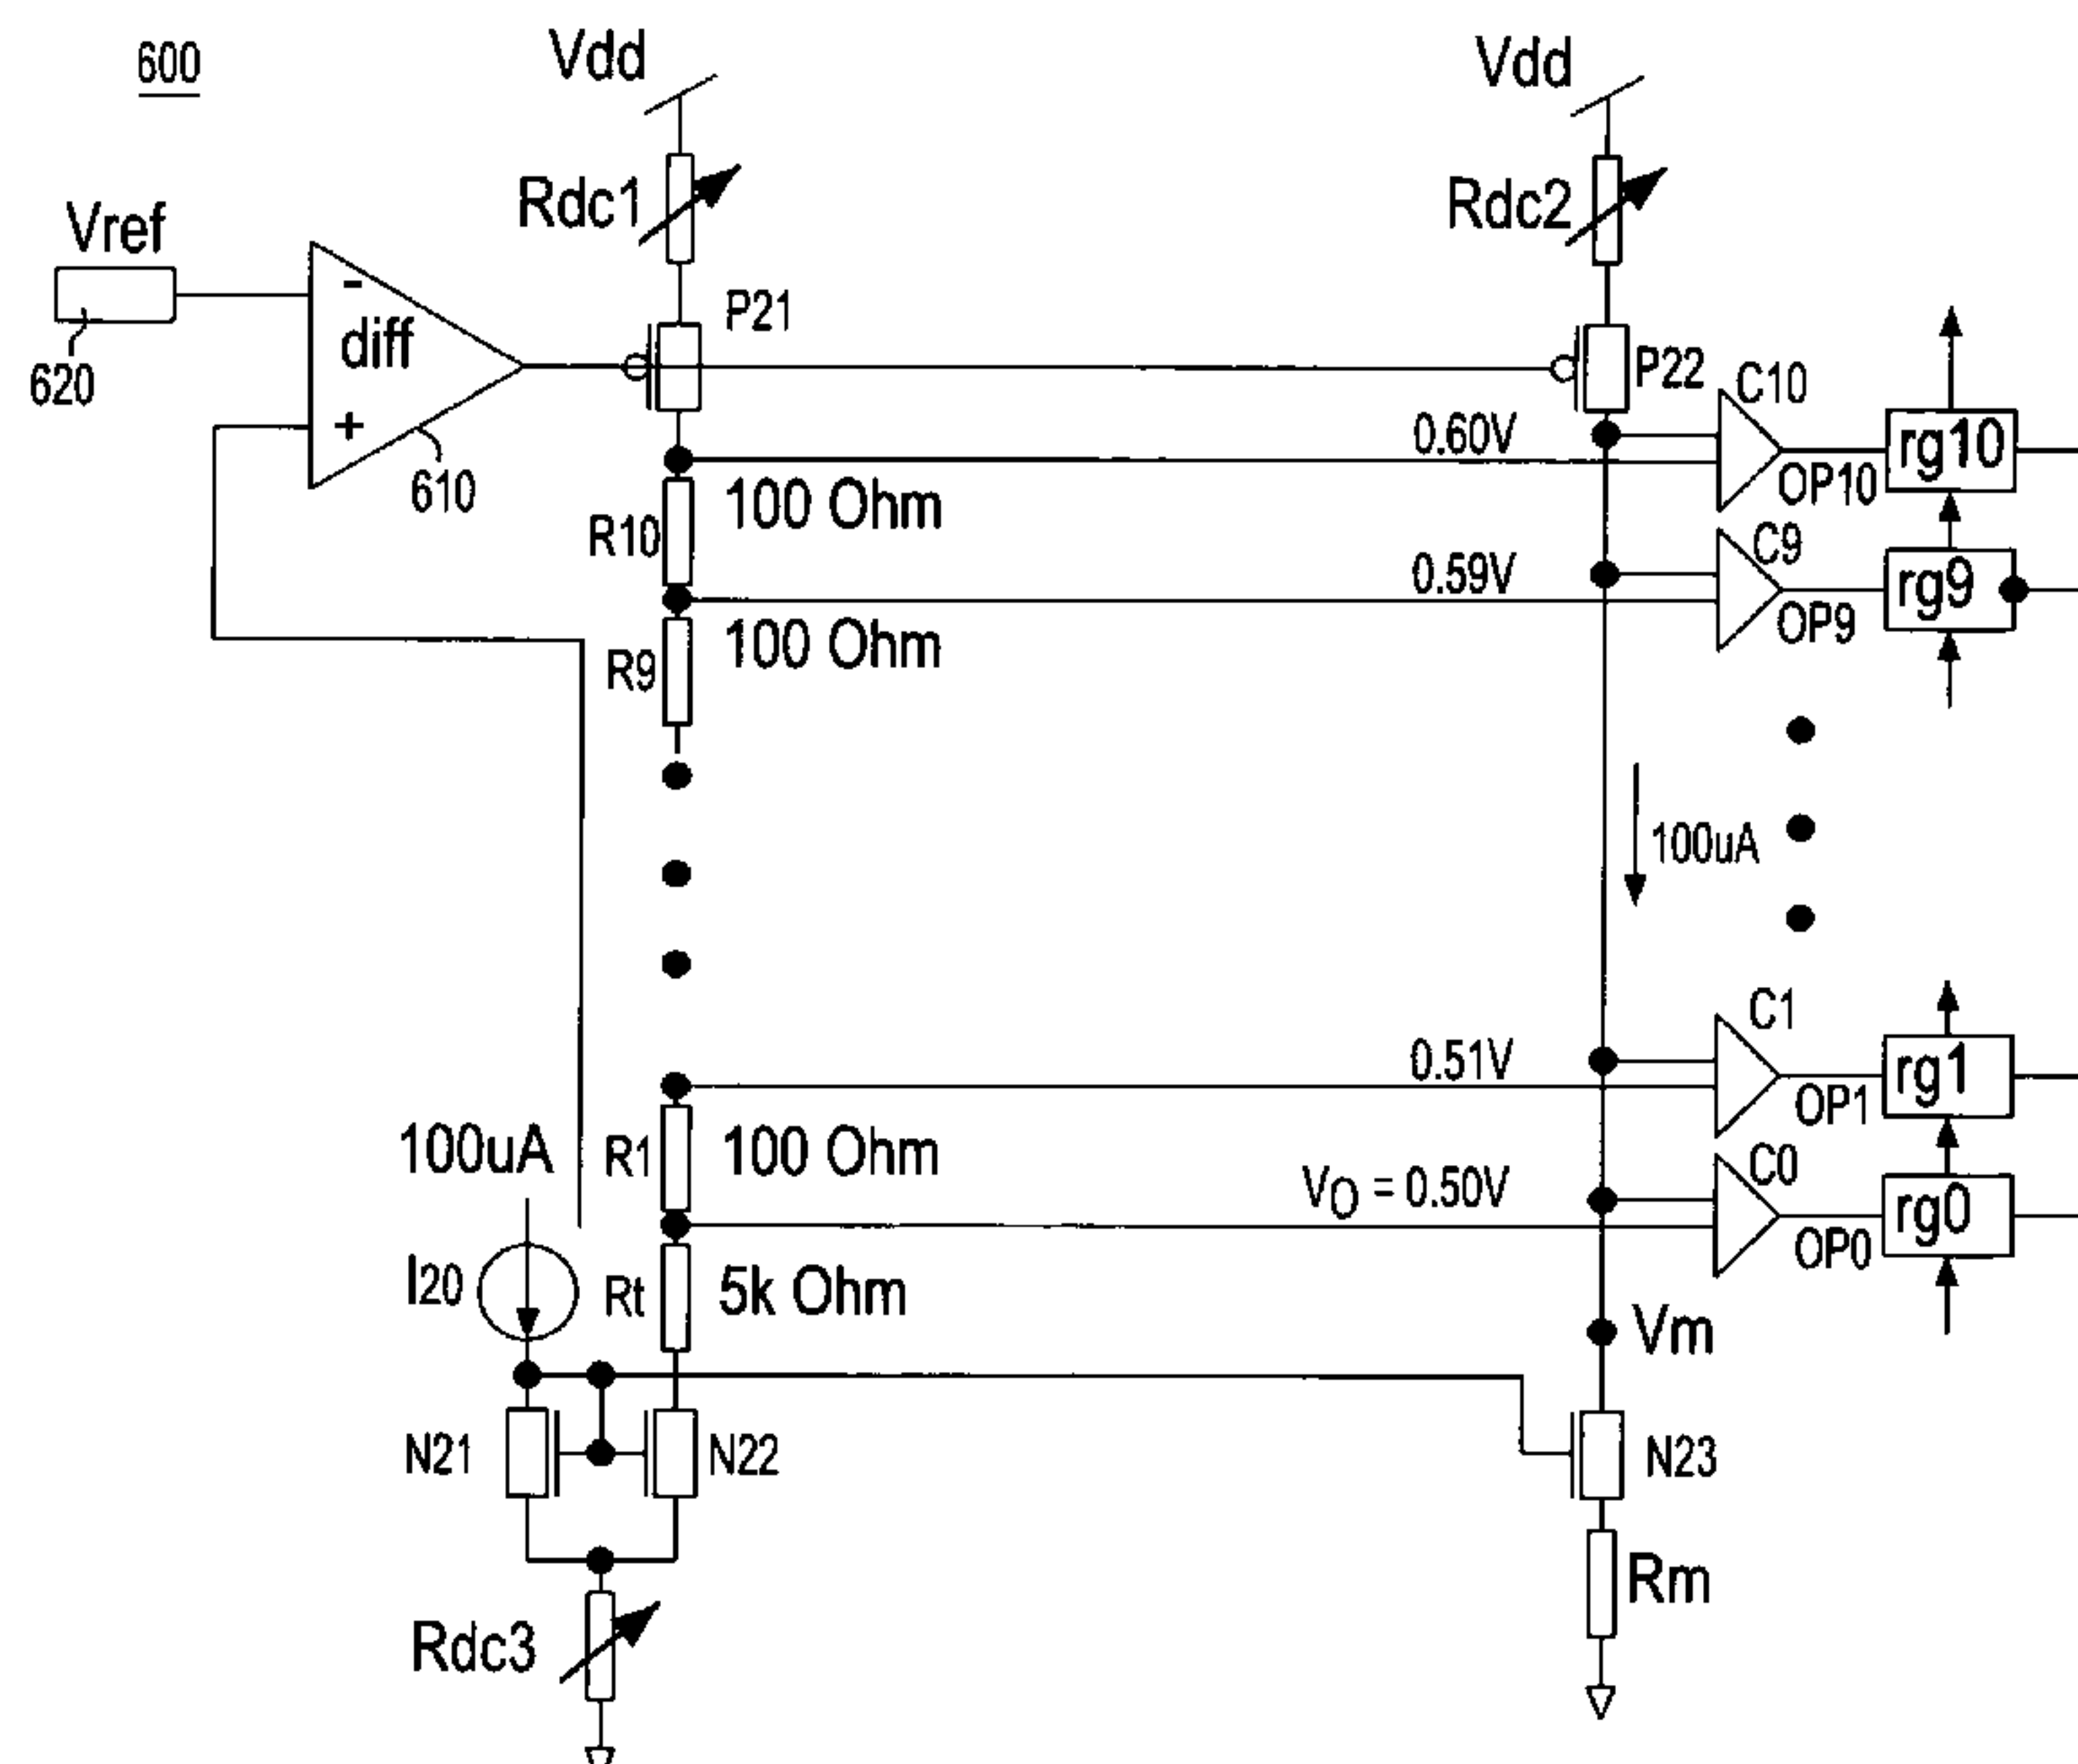 600
Vdd
Vdd
Rdc1
Rdc2
Vref
diff
-
+
620
610
P21
P22
C10
0.60V
rg10
OP10
100 Ohm
R10
C9
0.59V
rg9
OP9
100 Ohm
R9
100uA
C1
0.51V
rg1
OP1
100uA
R1
100 Ohm
C0
VO = 0.50V
rg0
OP0
I20
Rt
5k Ohm
Vm
N21
N22
N23
Rm
Rdc3